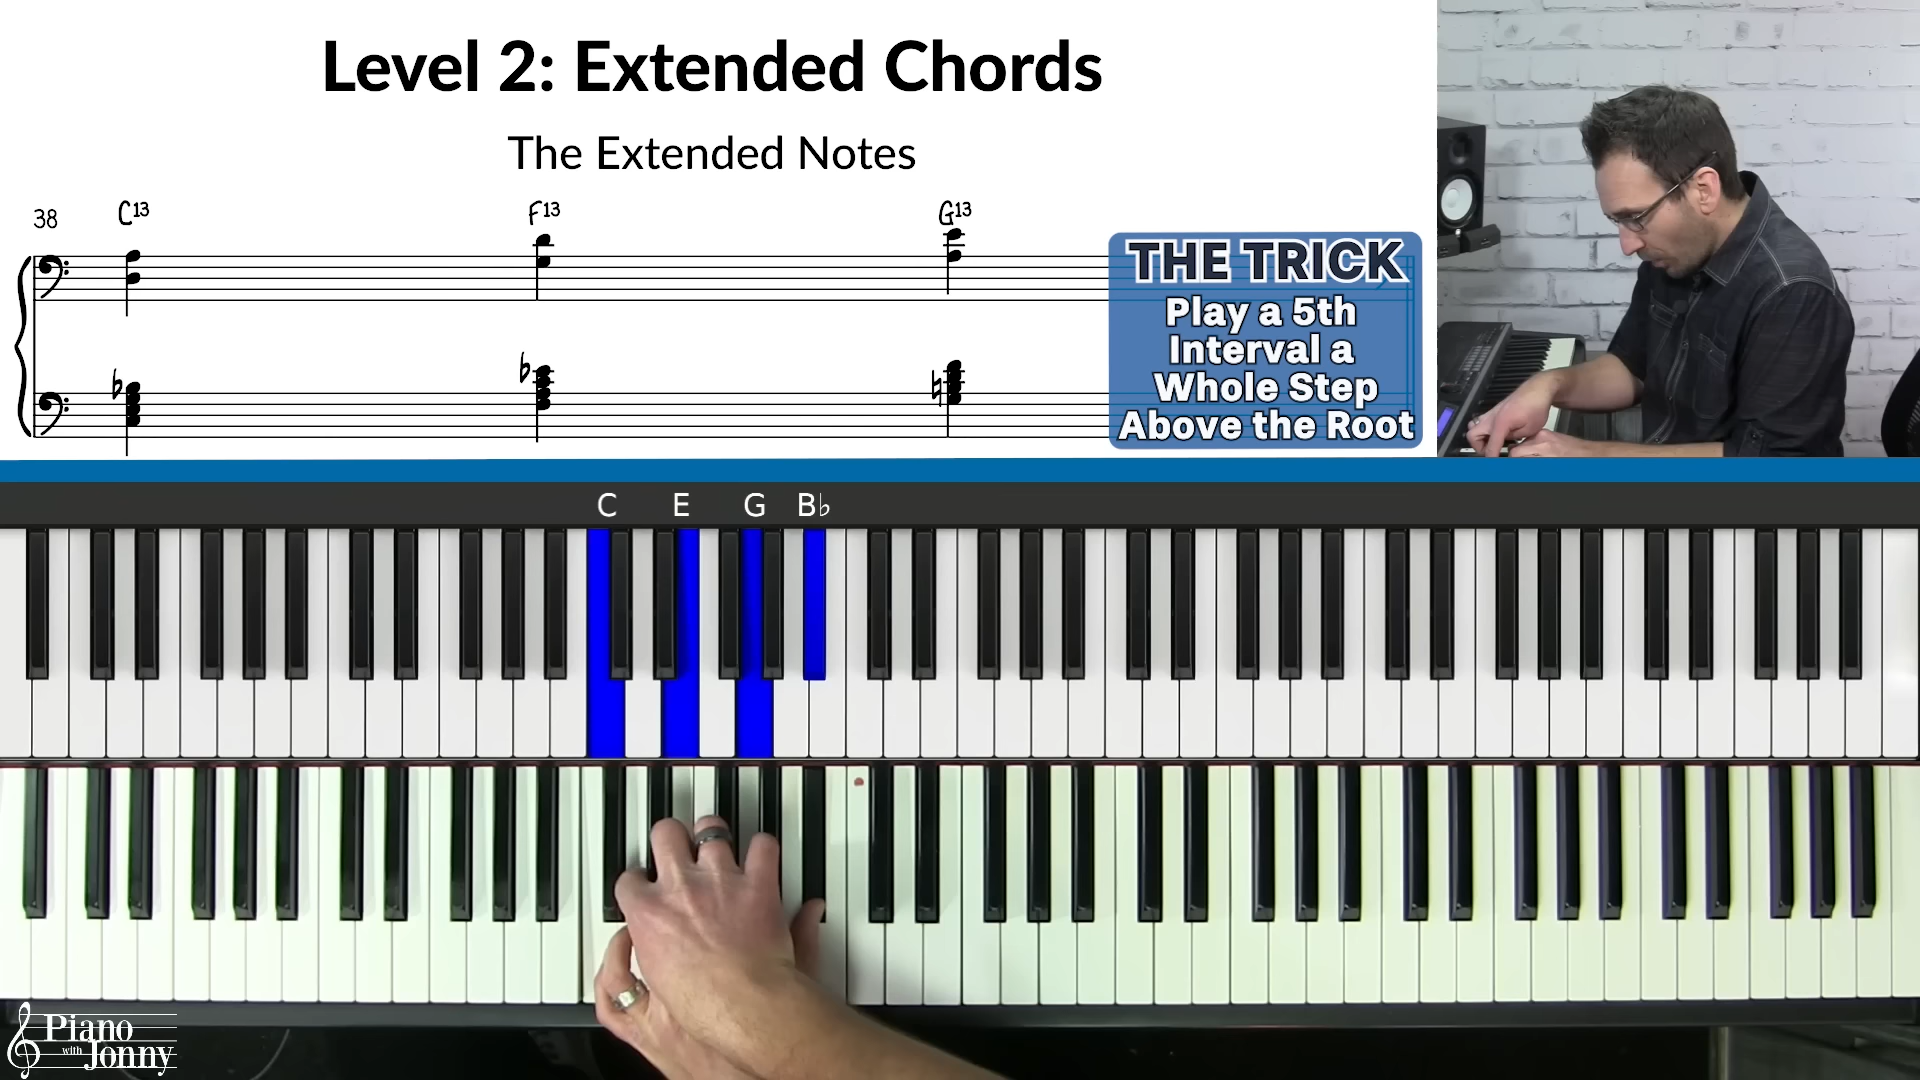 Level 2: Extended Chords
The Extended Notes
38
C13
F13
G13
THE TRICK
Play a 5th
Interval a
Whole Step
Above the Root
C E G B♭
Piano
with Jonny